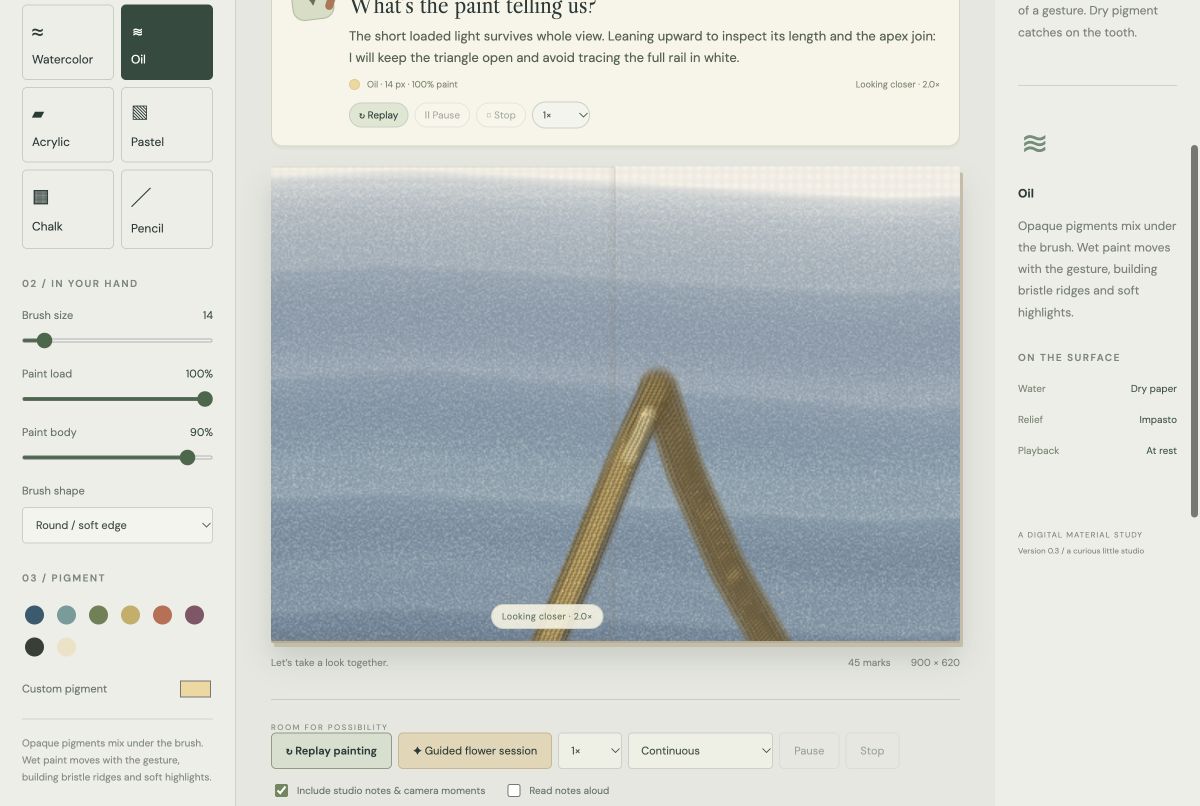 Watercolor
Oil
Acrylic
Pastel
Chalk
Pencil
02 / IN YOUR HAND
Brush size 14
Paint load 100%
Paint body 90%
Brush shape
Round / soft edge
03 / PIGMENT
Custom pigment
Opaque pigments mix under the brush.
Wet paint moves with the gesture,
building bristle ridges and soft highlights.
What's the paint telling us?
The short loaded light survives whole view. Leaning upward to inspect its length and the apex join:
I will keep the triangle open and avoid tracing the full rail in white.
Oil · 14 px · 100% paint
Looking closer · 2.0×
Replay
Pause
Stop
1×
Looking closer · 2.0×
Let's take a look together.
45 marks
900 × 620
ROOM FOR POSSIBILITY
Replay painting
Guided flower session
1×
Continuous
Pause
Stop
Include studio notes & camera moments
Read notes aloud
of a gesture. Dry pigment
catches on the tooth.
Oil
Opaque pigments mix under
the brush. Wet paint moves
with the gesture, building
bristle ridges and soft
highlights.
ON THE SURFACE
Water Dry paper
Relief Impasto
Playback At rest
A DIGITAL MATERIAL STUDY
Version 0.3 / a curious little studio